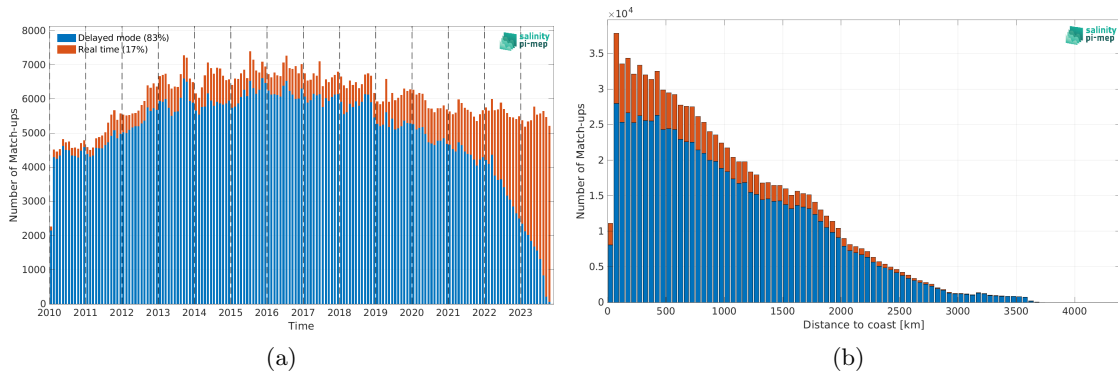 8000
7000
6000
5000
4000
3000
2000
1000
0
Number of Match-ups
Delayed mode (83%)
Real time (17%)
salinity
pi-mep
2010 2011 2012 2013 2014 2015 2016 2017 2018 2019 2020 2021 2022 2023
Time
(a)
×10⁴
3.5
3
2.5
2
1.5
1
0.5
0
Number of Match-ups
salinity
pi-mep
0 500 1000 1500 2000 2500 3000 3500 4000
Distance to coast [km]
(b)